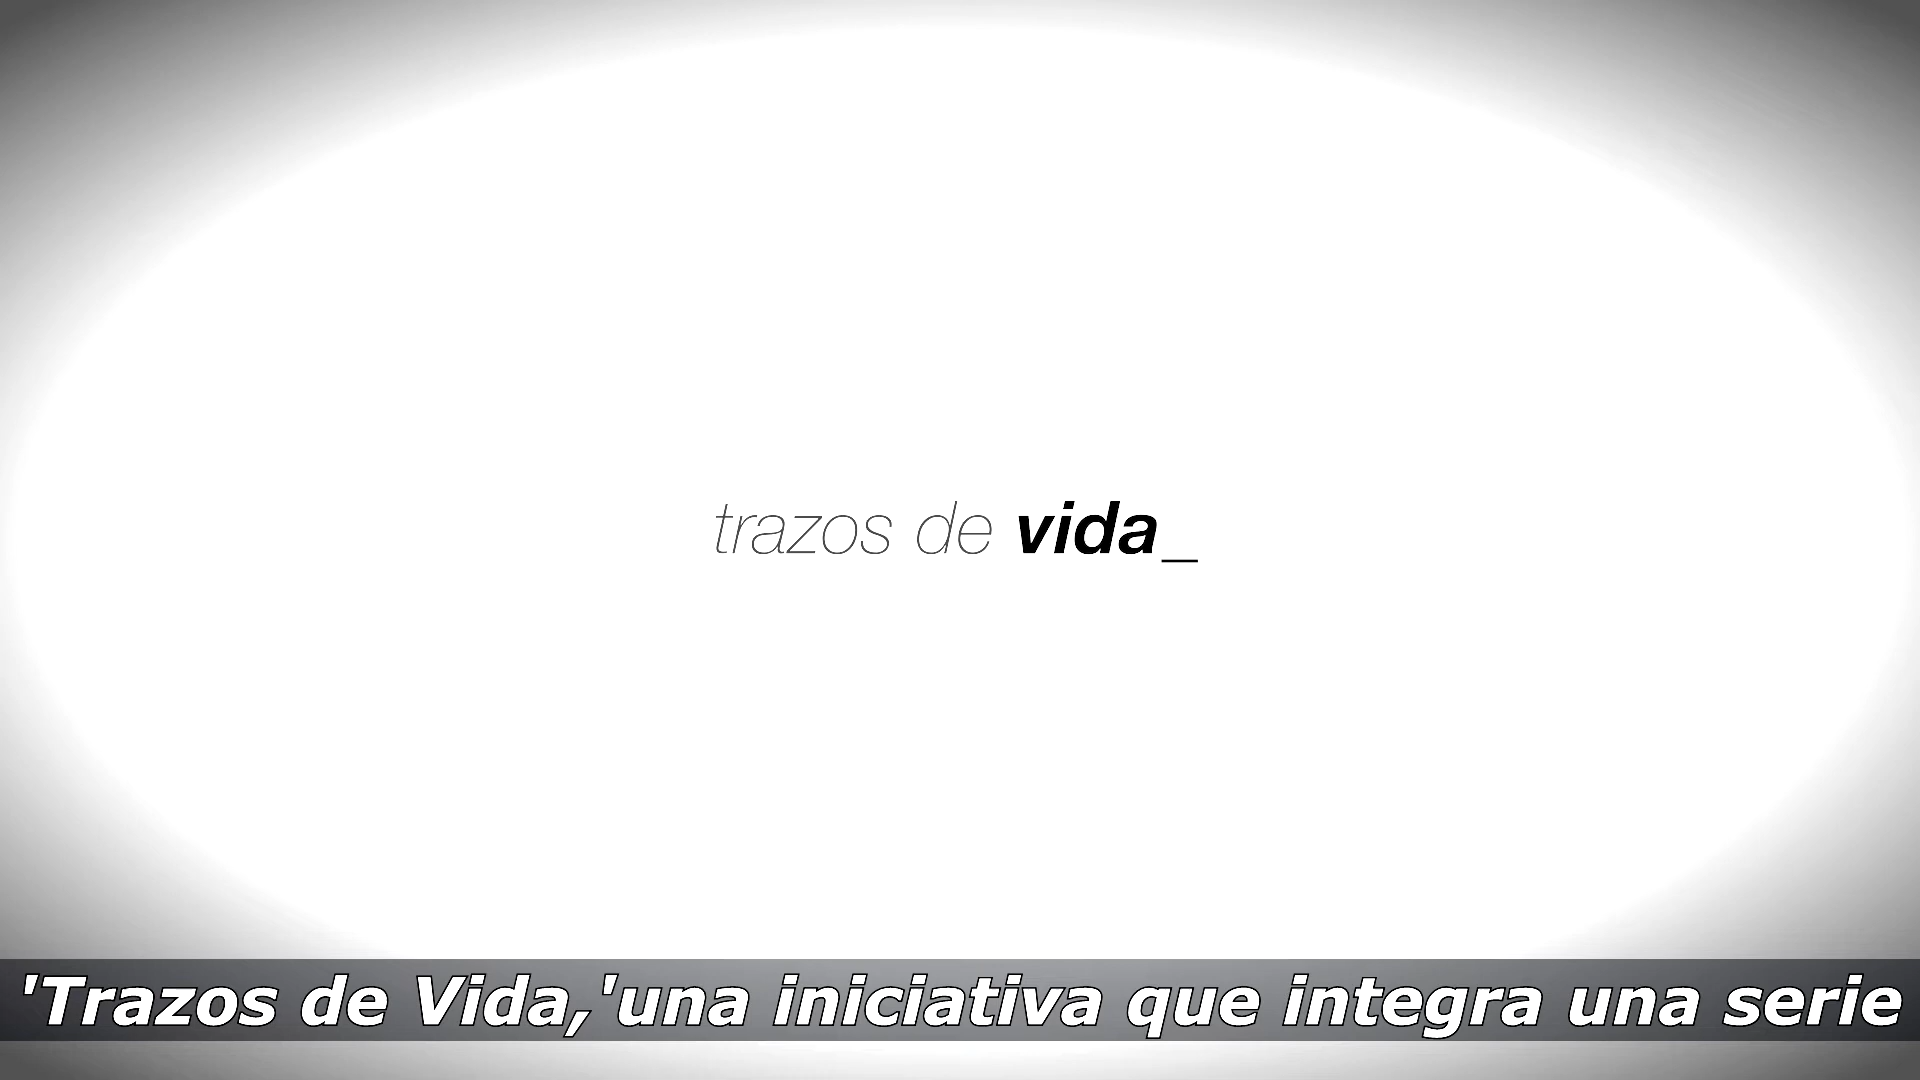 trazos de vida_
'Trazos de Vida,'una iniciativa que integra una serie